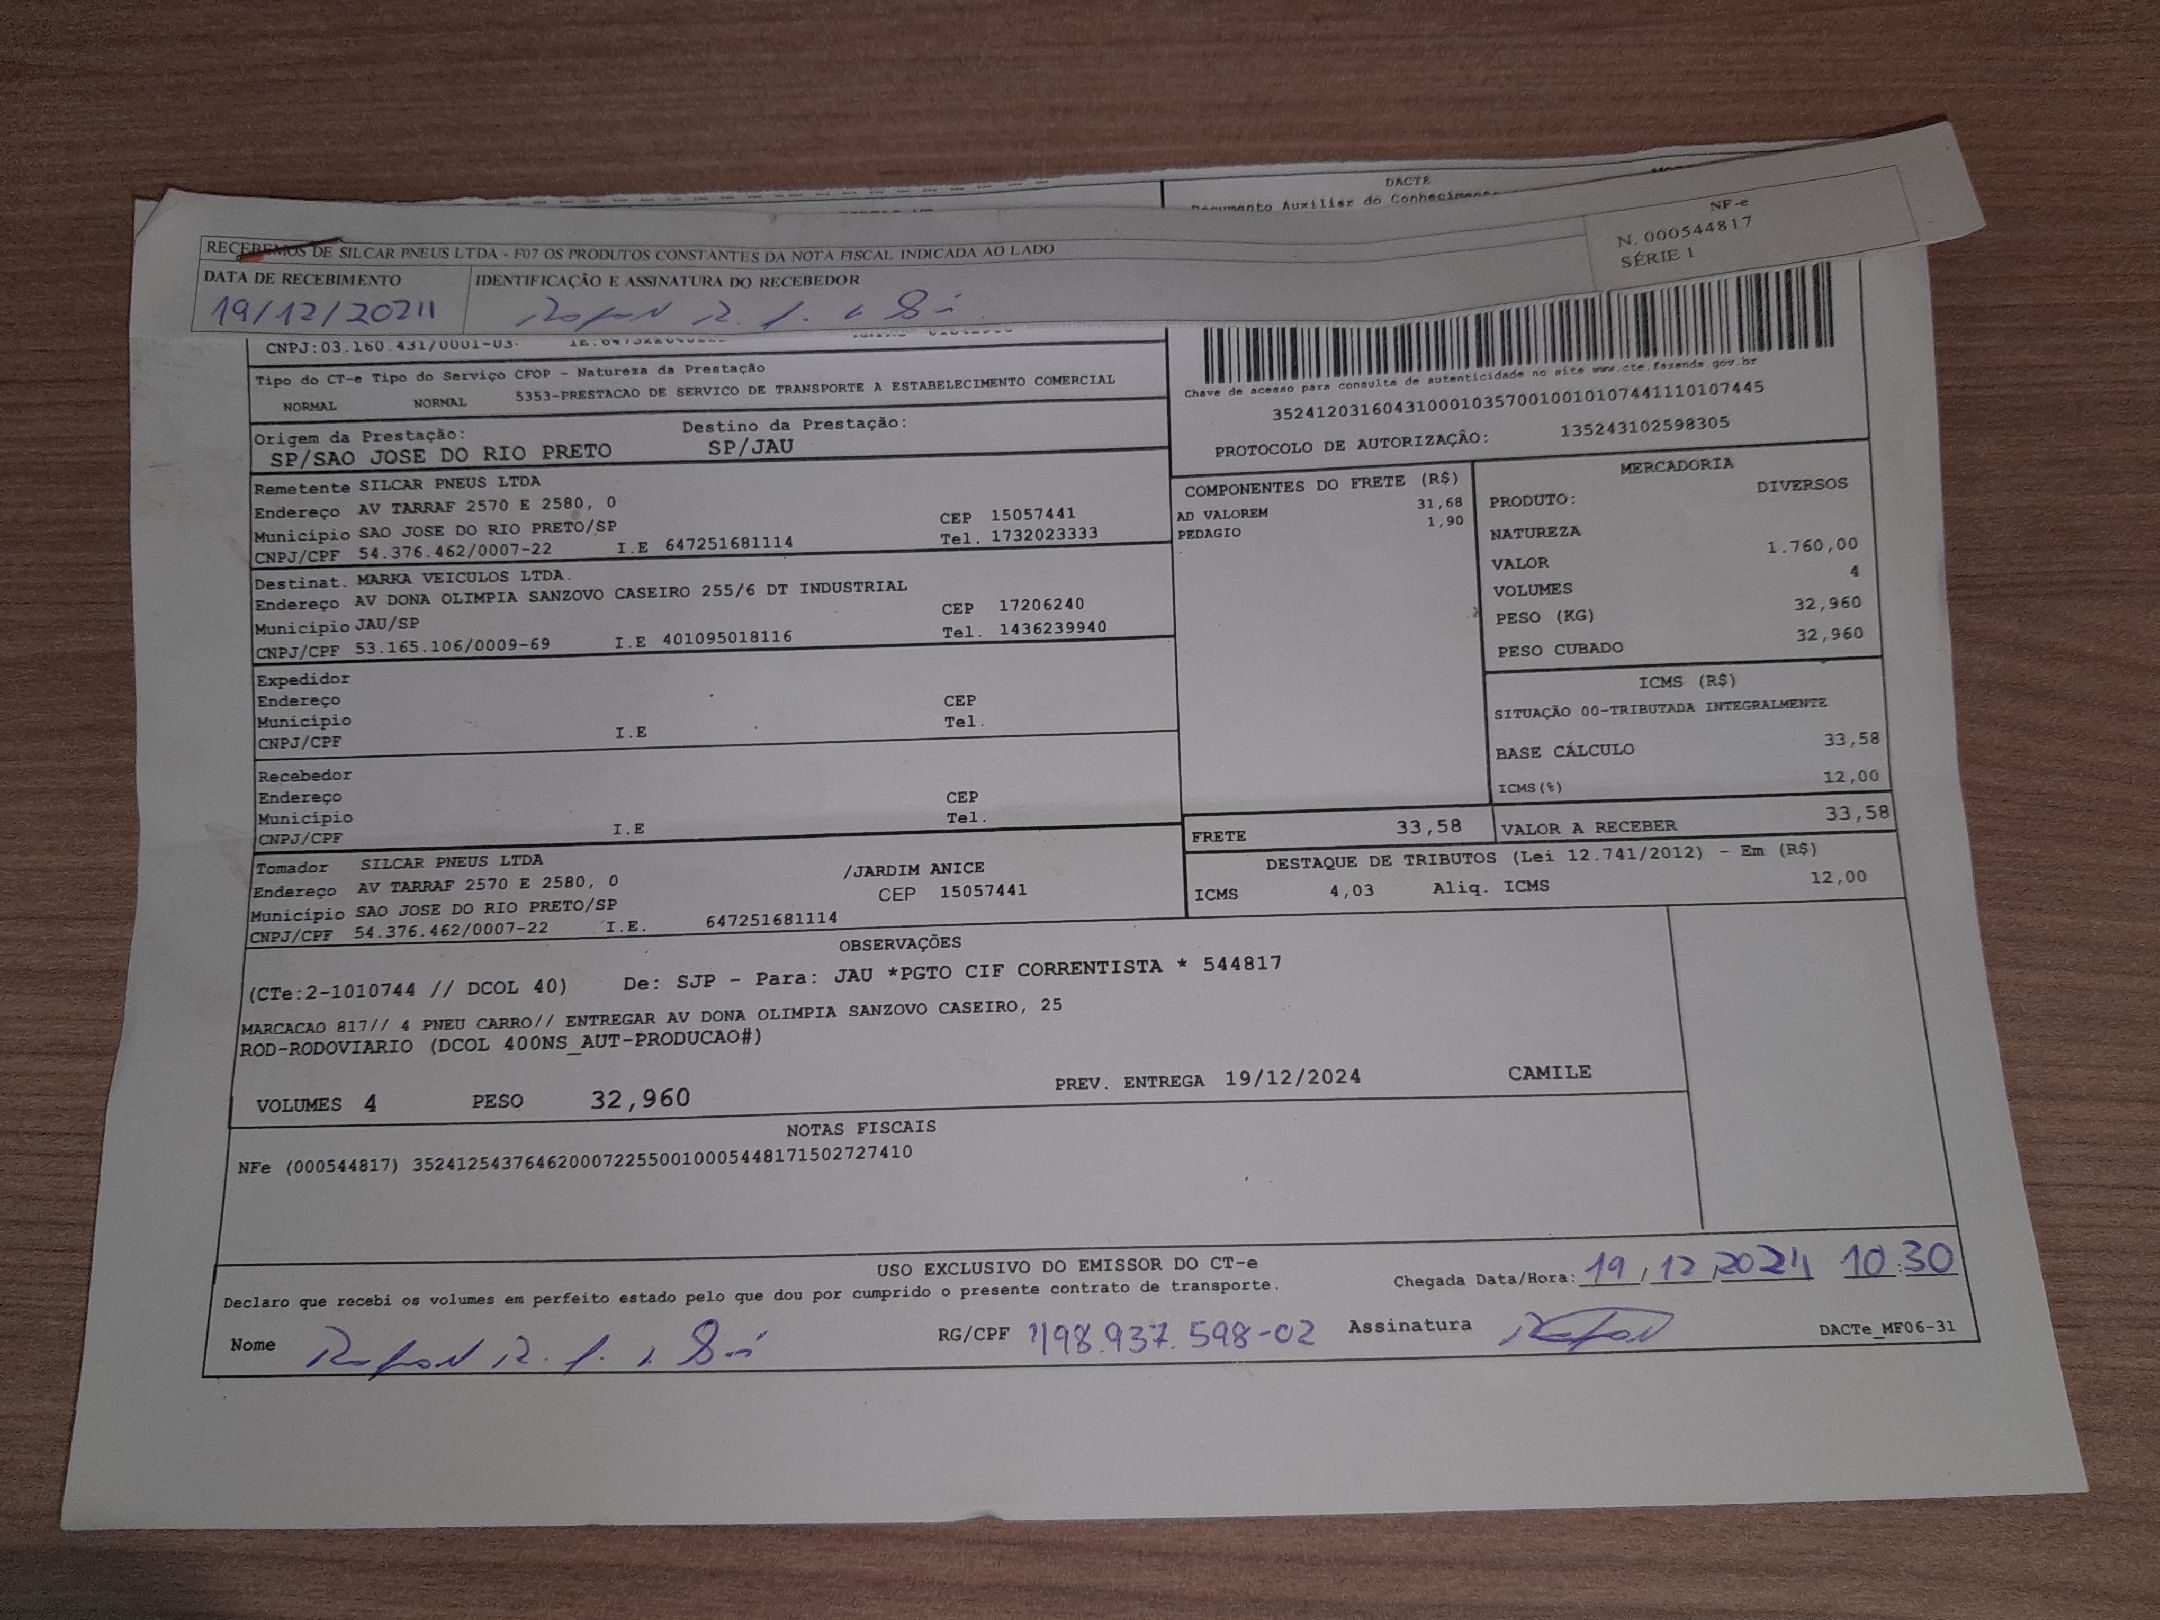 DACTE
RECEBEMOS DE SILCAR PNEUS LTDA - F07 OS PRODUTOS CONSTANTES DA NOTA FISCAL INDICADA AO LADO
NF-e
N. 000544817
SÉRIE 1
DATA DE RECEBIMENTO IDENTIFICAÇÃO E ASSINATURA DO RECEBEDOR
19/12/2024
CNPJ:03.160.431/0001-03
Tipo do CT-e Tipo do Serviço CFOP - Natureza da Prestação
NORMAL NORMAL 5353-PRESTACAO DE SERVICO DE TRANSPORTE A ESTABELECIMENTO COMERCIAL
Chave de acesso para consulta de autenticidade no site www.cte.fazenda.gov.br
35241203160431000103570010010107441110107445
PROTOCOLO DE AUTORIZAÇÂO: 135243102598305
Origem da Prestação: Destino da Prestação:
SP/SAO JOSE DO RIO PRETO SP/JAU
Remetente SILCAR PNEUS LTDA
Endereço AV TARRAF 2570 E 2580, 0
Município SAO JOSE DO RIO PRETO/SP CEP 15057441
CNPJ/CPF 54.376.462/0007-22 I.E 647251681114 Tel. 1732023333
Destinat. MARKA VEICULOS LTDA.
Endereço AV DONA OLIMPIA SANZOVO CASEIRO 255/6 DT INDUSTRIAL
Município JAU/SP CEP 17206240
CNPJ/CPF 53.165.106/0009-69 I.E 401095018116 Tel. 1436239940
Expedidor
Endereço CEP
Município Tel.
CNPJ/CPF I.E
Recebedor
Endereço CEP
Município Tel.
CNPJ/CPF I.E
Tomador SILCAR PNEUS LTDA /JARDIM ANICE
Endereço AV TARRAF 2570 E 2580, 0 CEP 15057441
Município SAO JOSE DO RIO PRETO/SP
CNPJ/CPF 54.376.462/0007-22 I.E. 647251681114
COMPONENTES DO FRETE (R$)
AD VALOREM 31,68
PEDAGIO 1,90
MERCADORIA
PRODUTO: DIVERSOS
NATUREZA
VALOR 1.760,00
VOLUMES 4
PESO (KG) 32,960
PESO CUBADO 32,960
ICMS (R$)
SITUAÇÃO 00-TRIBUTADA INTEGRALMENTE
BASE CÁLCULO 33,58
ICMS(%) 12,00
FRETE 33,58 VALOR A RECEBER 33,58
DESTAQUE DE TRIBUTOS (Lei 12.741/2012) - Em (R$)
ICMS 4,03 Aliq. ICMS 12,00
OBSERVAÇÕES
(CTe:2-1010744 // DCOL 40) De: SJP - Para: JAU *PGTO CIF CORRENTISTA * 544817
MARCACAO 817// 4 PNEU CARRO// ENTREGAR AV DONA OLIMPIA SANZOVO CASEIRO, 25
ROD-RODOVIARIO (DCOL 400NS_AUT-PRODUCAO#)
VOLUMES 4 PESO 32,960 PREV. ENTREGA 19/12/2024 CAMILE
NOTAS FISCAIS
NFe (000544817) 35241254376462000722550010005448171502727410
USO EXCLUSIVO DO EMISSOR DO CT-e
Declaro que recebi os volumes em perfeito estado pelo que dou por cumprido o presente contrato de transporte. Chegada Data/Hora: 19/12/2024 10:30
Nome RG/CPF 498.937.598-02 Assinatura DACTe_MF06-31